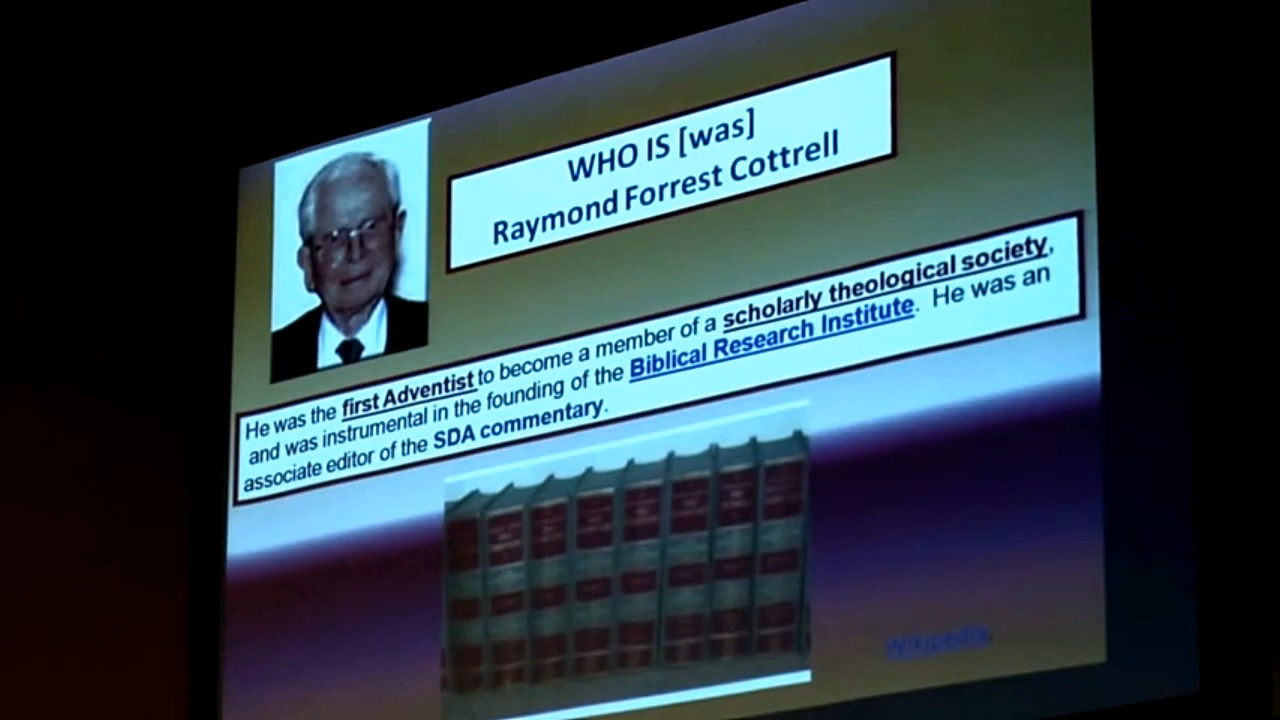 WHO IS [was]
Raymond Forrest Cottrell
He was the first Adventist to become a member of a scholarly theological society,
and was instrumental in the founding of the Biblical Research Institute. He was an
associate editor of the SDA commentary.
Wikipedia